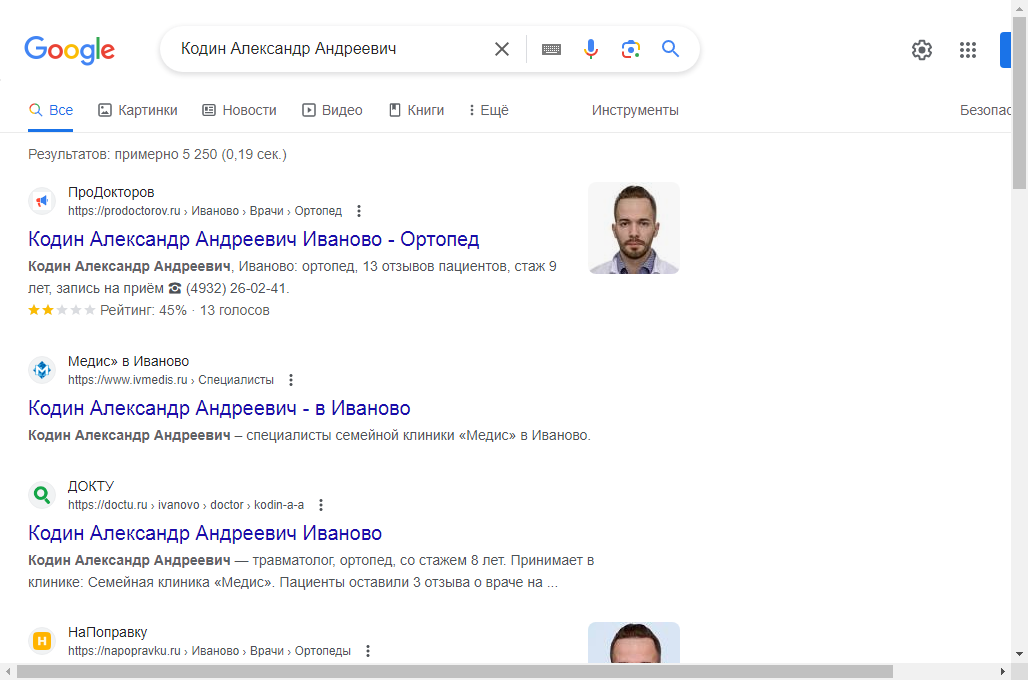 Google
Кодин Александр Андреевич
Все Картинки Новости Видео Книги Ещё Инструменты Безопас
Результатов: примерно 5 250 (0,19 сек.)
ПроДокторов
https://prodoctorov.ru › Иваново › Врачи › Ортопед
Кодин Александр Андреевич Иваново - Ортопед
Кодин Александр Андреевич, Иваново: ортопед, 13 отзывов пациентов, стаж 9
лет, запись на приём ☎ (4932) 26-02-41.
Рейтинг: 45% · 13 голосов
Медис» в Иваново
https://www.ivmedis.ru › Специалисты
Кодин Александр Андреевич - в Иваново
Кодин Александр Андреевич – специалисты семейной клиники «Медис» в Иваново.
ДОКТУ
https://doctu.ru › ivanovo › doctor › kodin-a-a
Кодин Александр Андреевич Иваново
Кодин Александр Андреевич — травматолог, ортопед, со стажем 8 лет. Принимает в
клинике: Семейная клиника «Медис». Пациенты оставили 3 отзыва о враче на ...
Н
НаПоправку
https://napopravku.ru › Иваново › Врачи › Ортопеды